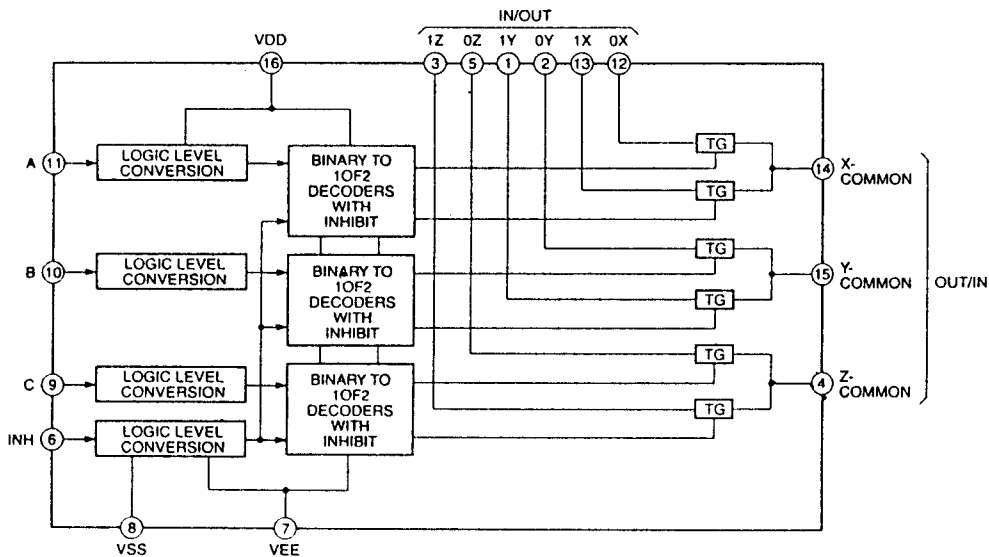 IN/OUT
VDD 1Z 0Z 1Y 0Y 1X 0X
16 3 5 1 2 13 12
A 11
LOGIC LEVEL
CONVERSION
BINARY TO
1OF2
DECODERS
WITH
INHIBIT
TG
TG
14 X-
COMMON
B 10
LOGIC LEVEL
CONVERSION
BINARY TO
1OF2
DECODERS
WITH
INHIBIT
TG
TG
15 Y-
COMMON
OUT/IN
C 9
LOGIC LEVEL
CONVERSION
BINARY TO
1OF2
DECODERS
WITH
INHIBIT
TG
TG
4 Z-
COMMON
INH 6
LOGIC LEVEL
CONVERSION
8 7
VSS VEE